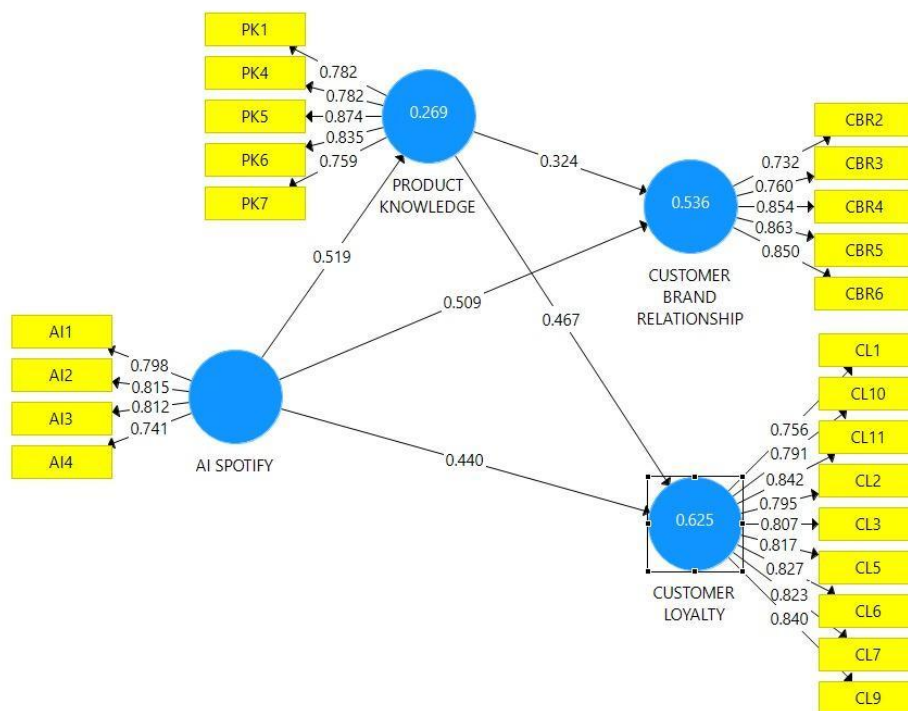 PK1
PK4
PK5
PK6
PK7
0.782
0.782
0.874
0.835
0.759
0.269
PRODUCT
KNOWLEDGE
0.324
0.519
0.509
0.467
0.440
AI1
AI2
AI3
AI4
0.798
0.815
0.812
0.741
AI SPOTIFY
0.536
CUSTOMER
BRAND
RELATIONSHIP
0.732
0.760
0.854
0.863
0.850
CBR2
CBR3
CBR4
CBR5
CBR6
0.625
CUSTOMER
LOYALTY
0.756
0.791
0.842
0.795
0.807
0.817
0.827
0.823
0.840
CL1
CL10
CL11
CL2
CL3
CL5
CL6
CL7
CL9